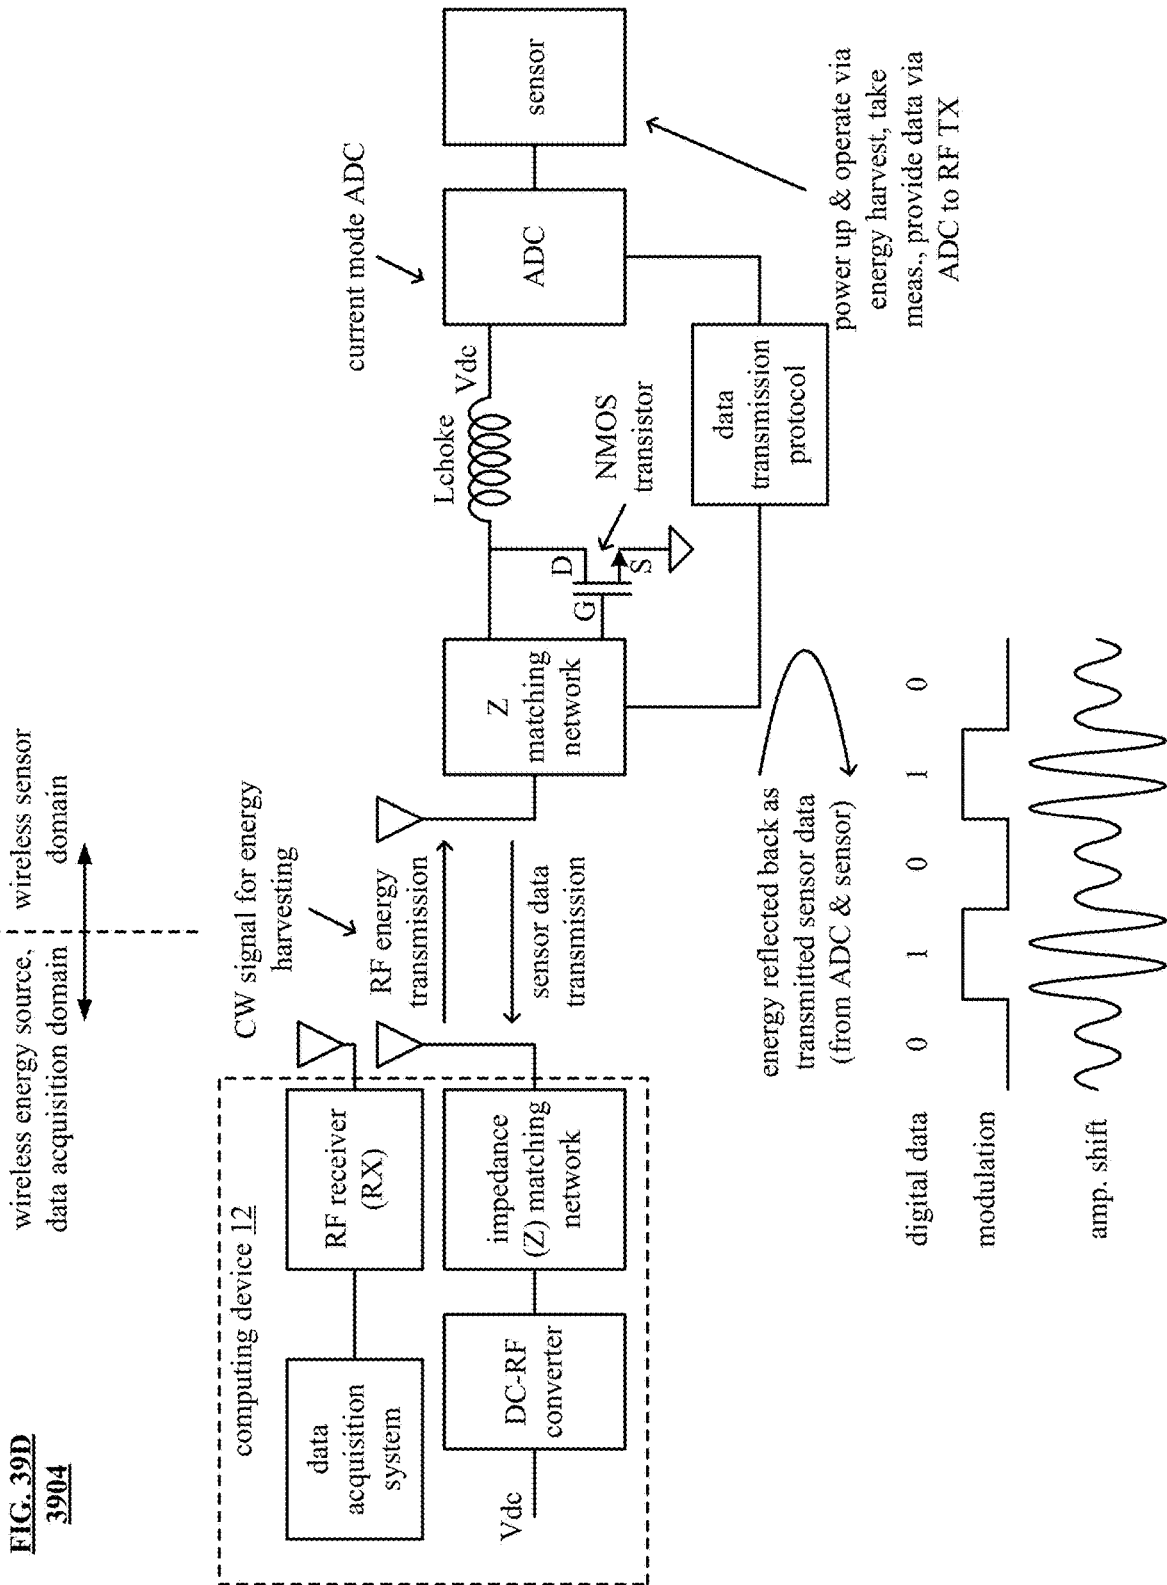 FIG. 39D
3904
wireless energy source,
data acquisition domain
wireless sensor
domain
computing device 12
data
acquisition
system
RF receiver
(RX)
Vdc
DC-RF
converter
impedance
(Z) matching
network
CW signal for energy
harvesting
RF energy
transmission
sensor data
transmission
Z
matching
network
G
D
S
NMOS
transistor
Lchoke
Vdc
current mode ADC
ADC
sensor
data
transmission
protocol
power up & operate via
energy harvest, take
meas., provide data via
ADC to RF TX
energy reflected back as
transmitted sensor data
(from ADC & sensor)
digital data
0 1 0 1 0
modulation
amp. shift